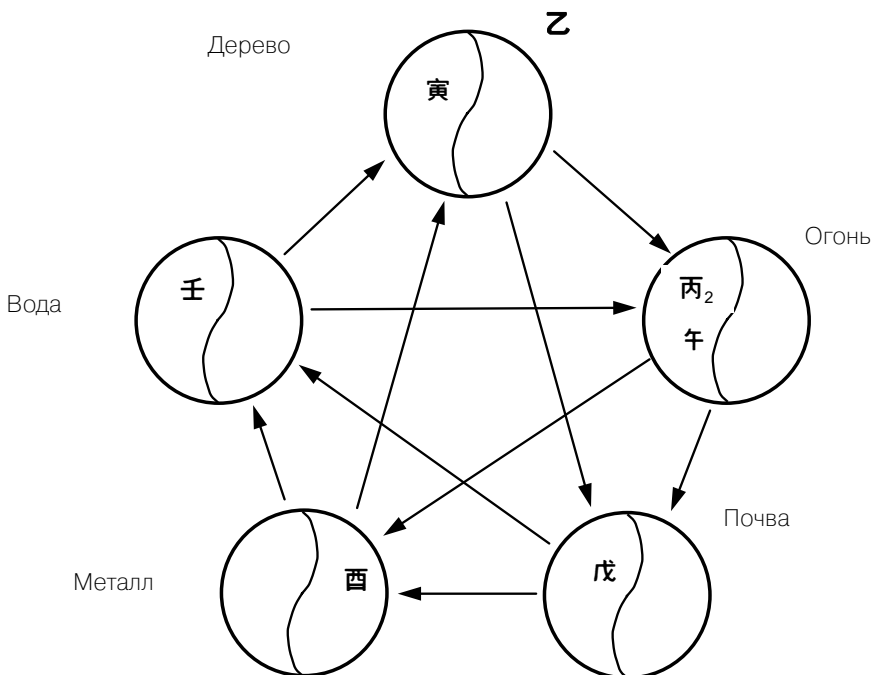 乙
Дерево
寅
Огонь
壬
丙₂
Вода
午
Почва
戊
酉
Металл